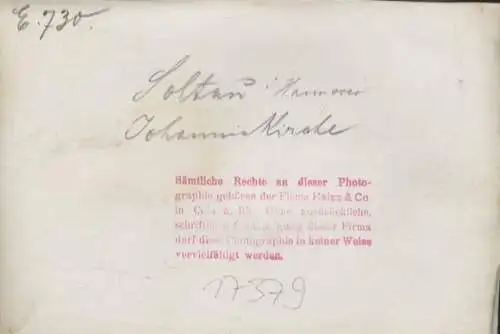 E. 730.
Soltau i/Hannover
Johanniskirche
Sämtliche Rechte an dieser Photo-
graphie gehören der Firma & Co
in a. Rh. Ohne ausdrückliche,
dieser Firma
darf diese Photographie in keiner Weise
vervielfältigt werden.
17379